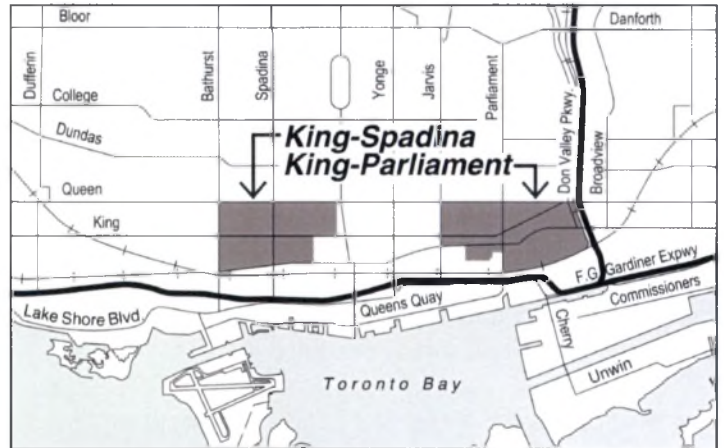 Bloor
Danforth
Dufferin
Bathurst
Spadina
Yonge
Jarvis
Parliament
Don Valley Pkwy.
Broadview
College
Dundas
King-Spadina
King-Parliament
Queen
King
F.G. Gardiner Expwy
Commissioners
Lake Shore Blvd.
Queens Quay
Cherry
Unwin
Toronto Bay